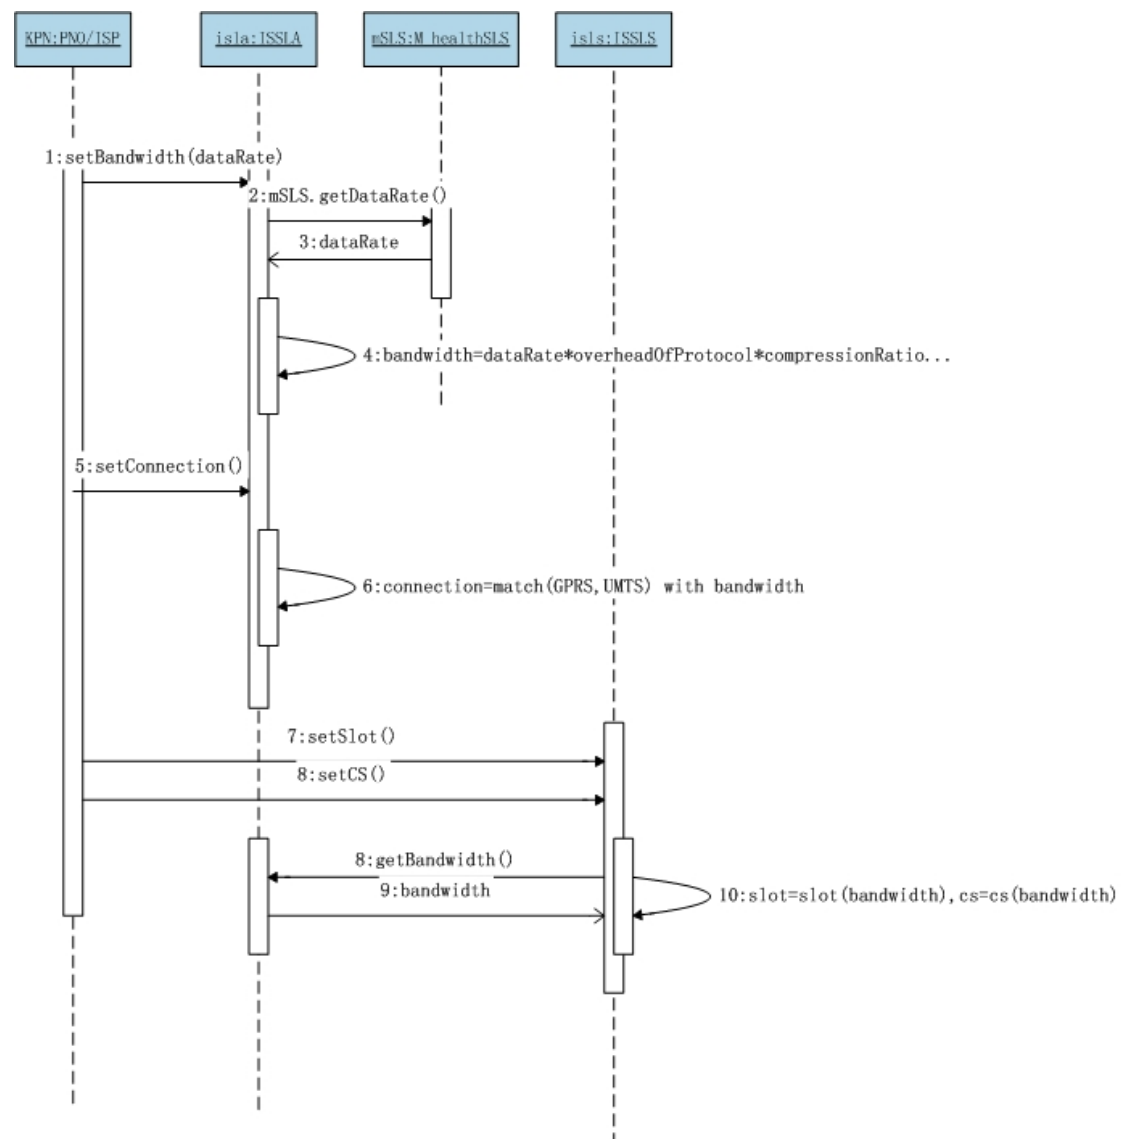 KPN:PNO/ISP
isla:ISSLA
mSLS:M_healthSLS
isls:ISSLS
1:setBandwidth(dataRate)
2:mSLS.getDataRate()
3:dataRate
4:bandwidth=dataRate*overheadOfProtocol*compressionRatio...
5:setConnection()
6:connection=match(GPRS,UMTS) with bandwidth
7:setSlot()
8:setCS()
8:getBandwidth()
9:bandwidth
10:slot=slot(bandwidth),cs=cs(bandwidth)